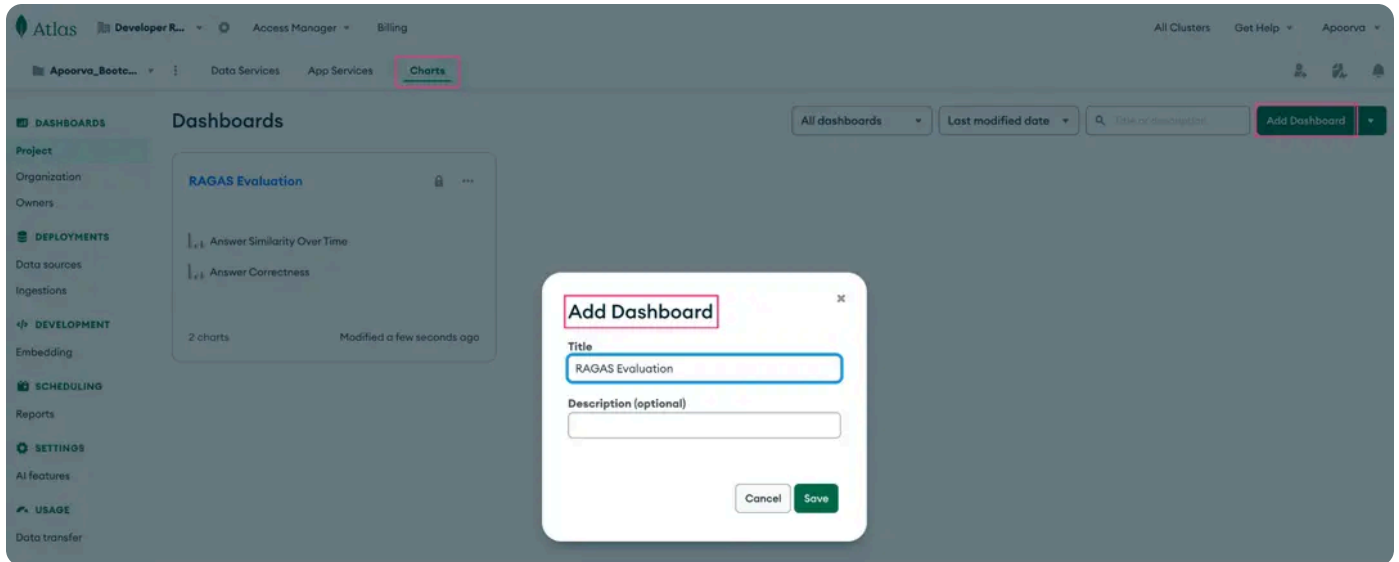 Atlas Developer R... Access Manager Billing All Clusters Get Help Apoorva
Apoorva_Bootc... Data Services App Services Charts
DASHBOARDS
Project
Organization
Owners
DEPLOYMENTS
Data sources
Ingestions
DEVELOPMENT
Embedding
SCHEDULING
Reports
SETTINGS
AI features
USAGE
Data transfer
Dashboards All dashboards Last modified date Title or description Add Dashboard
RAGAS Evaluation
Answer Similarity Over Time
Answer Correctness
2 charts Modified a few seconds ago
Add Dashboard
Title
RAGAS Evaluation
Description (optional)
Cancel Save